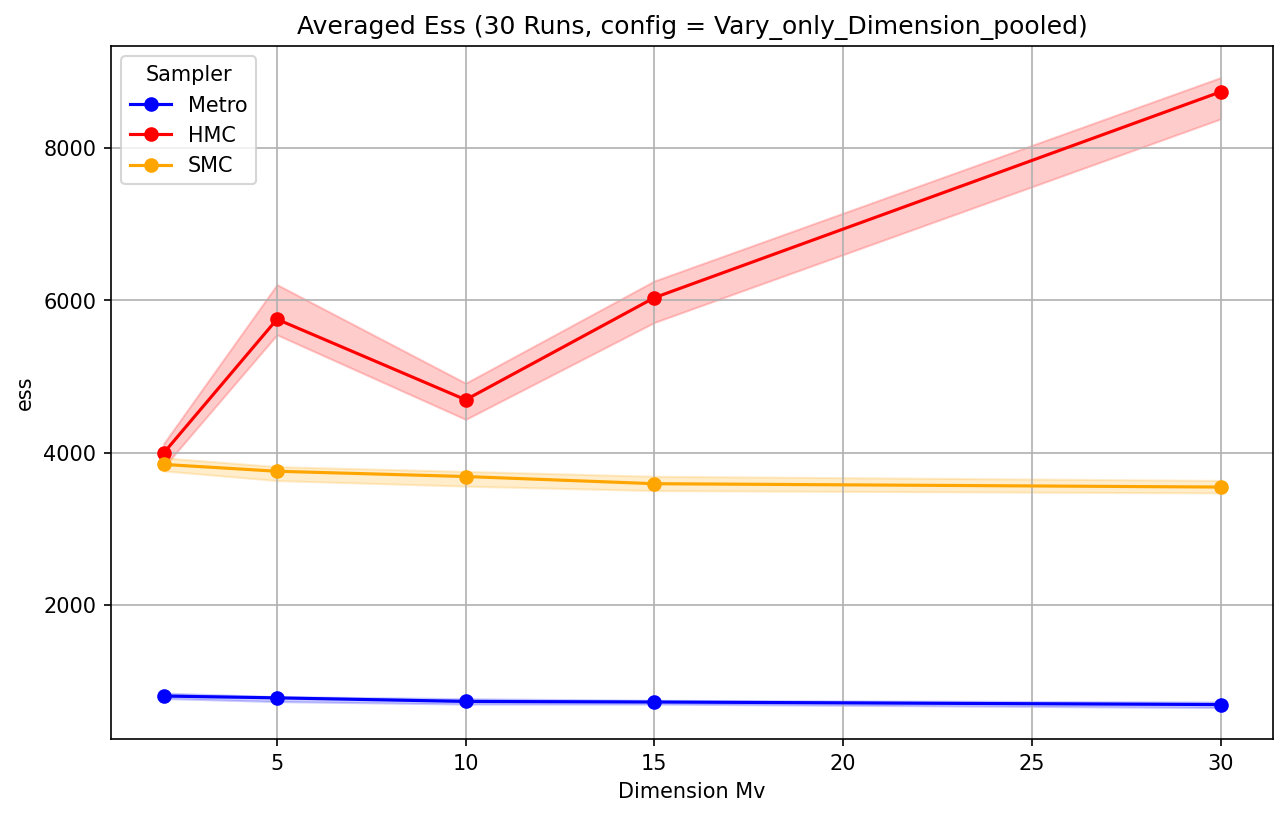 Averaged Ess (30 Runs, config = Vary_only_Dimension_pooled)
Sampler
Metro
HMC
SMC
8000
6000
4000
2000
ess
5 10 15 20 25 30
Dimension Mv